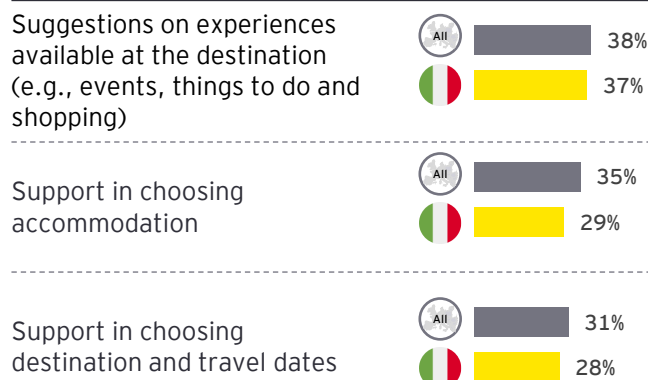 Suggestions on experiences
available at the destination
(e.g., events, things to do and
shopping)
All
38%
37%
Support in choosing
accommodation
All
35%
29%
Support in choosing
destination and travel dates
All
31%
28%